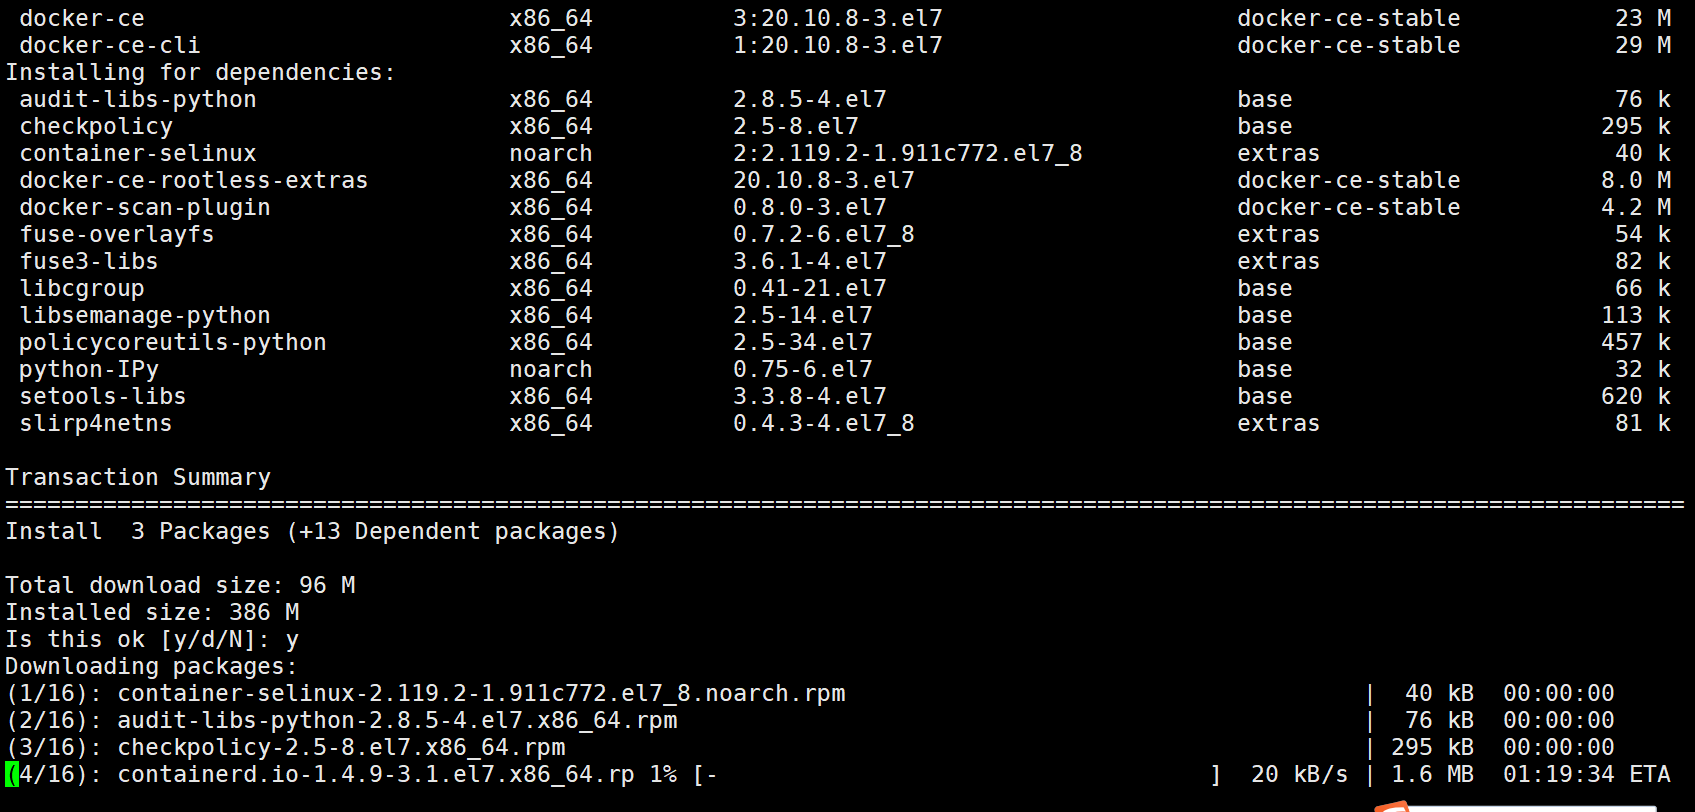 docker-ce x86_64 3:20.10.8-3.el7 docker-ce-stable 23 M
docker-ce-cli x86_64 1:20.10.8-3.el7 docker-ce-stable 29 M
Installing for dependencies:
audit-libs-python x86_64 2.8.5-4.el7 base 76 k
checkpolicy x86_64 2.5-8.el7 base 295 k
container-selinux noarch 2:2.119.2-1.911c772.el7_8 extras 40 k
docker-ce-rootless-extras x86_64 20.10.8-3.el7 docker-ce-stable 8.0 M
docker-scan-plugin x86_64 0.8.0-3.el7 docker-ce-stable 4.2 M
fuse-overlayfs x86_64 0.7.2-6.el7_8 extras 54 k
fuse3-libs x86_64 3.6.1-4.el7 extras 82 k
libcgroup x86_64 0.41-21.el7 base 66 k
libsemanage-python x86_64 2.5-14.el7 base 113 k
policycoreutils-python x86_64 2.5-34.el7 base 457 k
python-IPy noarch 0.75-6.el7 base 32 k
setools-libs x86_64 3.3.8-4.el7 base 620 k
slirp4netns x86_64 0.4.3-4.el7_8 extras 81 k
Transaction Summary
========================================================================================================================
Install  3 Packages (+13 Dependent packages)
Total download size: 96 M
Installed size: 386 M
Is this ok [y/d/N]: y
Downloading packages:
(1/16): container-selinux-2.119.2-1.911c772.el7_8.noarch.rpm | 40 kB 00:00:00
(2/16): audit-libs-python-2.8.5-4.el7.x86_64.rpm | 76 kB 00:00:00
(3/16): checkpolicy-2.5-8.el7.x86_64.rpm | 295 kB 00:00:00
(4/16): containerd.io-1.4.9-3.1.el7.x86_64.rp 1% [- ] 20 kB/s | 1.6 MB 01:19:34 ETA